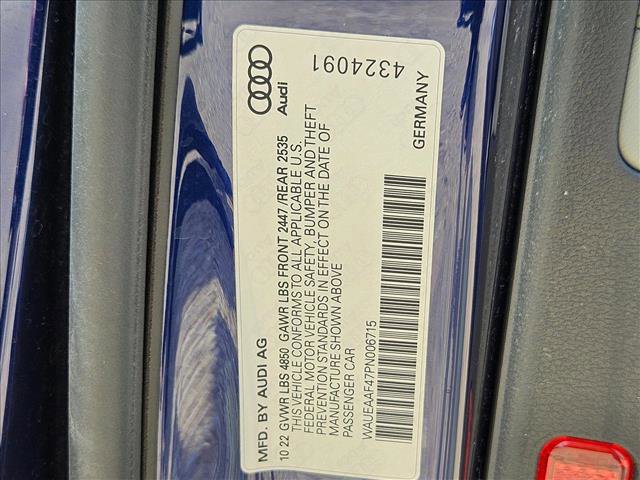 Audi
4324091
GERMANY
MFD. BY AUDI AG
10 22 GVWR LBS 4850 GAWR LBS FRONT 2447/REAR 2535
THIS VEHICLE CONFORMS TO ALL APPLICABLE U.S.
FEDERAL MOTOR VEHICLE SAFETY, BUMPER AND THEFT
PREVENTION STANDARDS IN EFFECT ON THE DATE OF
MANUFACTURE SHOWN ABOVE
PASSENGER CAR
WAUEAAF47PN006715